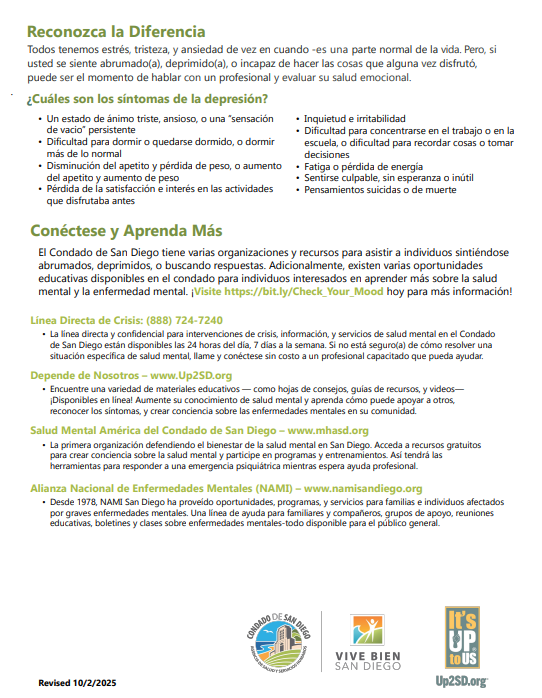 Reconozca la Diferencia
Todos tenemos estrés, tristeza, y ansiedad de vez en cuando -es una parte normal de la vida. Pero, si
usted se siente abrumado(a), deprimido(a), o incapaz de hacer las cosas que alguna vez disfrutó,
puede ser el momento de hablar con un profesional y evaluar su salud emocional.
¿Cuáles son los síntomas de la depresión?
• Un estado de ánimo triste, ansioso, o una “sensación
de vacio” persistente
• Dificultad para dormir o quedarse dormido, o dormir
más de lo normal
• Disminución del apetito y pérdida de peso, o aumento
del apetito y aumento de peso
• Pérdida de la satisfacción e interés en las actividades
que disfrutaba antes
• Inquietud e irritabilidad
• Dificultad para concentrarse en el trabajo o en la
escuela, o dificultad para recordar cosas o tomar
decisiones
• Fatiga o pérdida de energía
• Sentirse culpable, sin esperanza o inútil
• Pensamientos suicidas o de muerte
Conéctese y Aprenda Más
El Condado de San Diego tiene varias organizaciones y recursos para asistir a individuos sintiéndose
abrumados, deprimidos, o buscando respuestas. Adicionalmente, existen varias oportunidades
educativas disponibles en el condado para individuos interesados en aprender más sobre la salud
mental y la enfermedad mental. ¡Visite https://bit.ly/Check_Your_Mood hoy para más información!
Línea Directa de Crisis: (888) 724-7240
• La línea directa y confidencial para intervenciones de crisis, información, y servicios de salud mental en el Condado
de San Diego están disponibles las 24 horas del día, 7 días a la semana. Si no está seguro(a) de cómo resolver una
situación específica de salud mental, llame y conéctese sin costo a un profesional capacitado que pueda ayudar.
Depende de Nosotros – www.Up2SD.org
• Encuentre una variedad de materiales educativos — como hojas de consejos, guías de recursos, y videos—
¡Disponibles en línea! Aumente su conocimiento de salud mental y aprenda cómo puede apoyar a otros,
reconocer los síntomas, y crear conciencia sobre las enfermedades mentales en su comunidad.
Salud Mental América del Condado de San Diego – www.mhasd.org
• La primera organización defendiendo el bienestar de la salud mental en San Diego. Acceda a recursos gratuitos
para crear conciencia sobre la salud mental y participe en programas y entrenamientos. Así tendrás las
herramientas para responder a una emergencia psiquiátrica mientras espera ayuda profesional.
Alianza Nacional de Enfermedades Mentales (NAMI) – www.namisandiego.org
• Desde 1978, NAMI San Diego ha proveído oportunidades, programas, y servicios para familias e individuos afectados
por graves enfermedades mentales. Una línea de ayuda para familiares y compañeros, grupos de apoyo, reuniones
educativas, boletines y clases sobre enfermedades mentales-todo disponible para el público general.
CONDADO DE SAN DIEGO
AGENCIA DE SALUD Y SERVICIOS HUMANOS
VIVE BIEN
SAN DIEGO
It's
UP
to US
Up2SD.org
Revised 10/2/2025